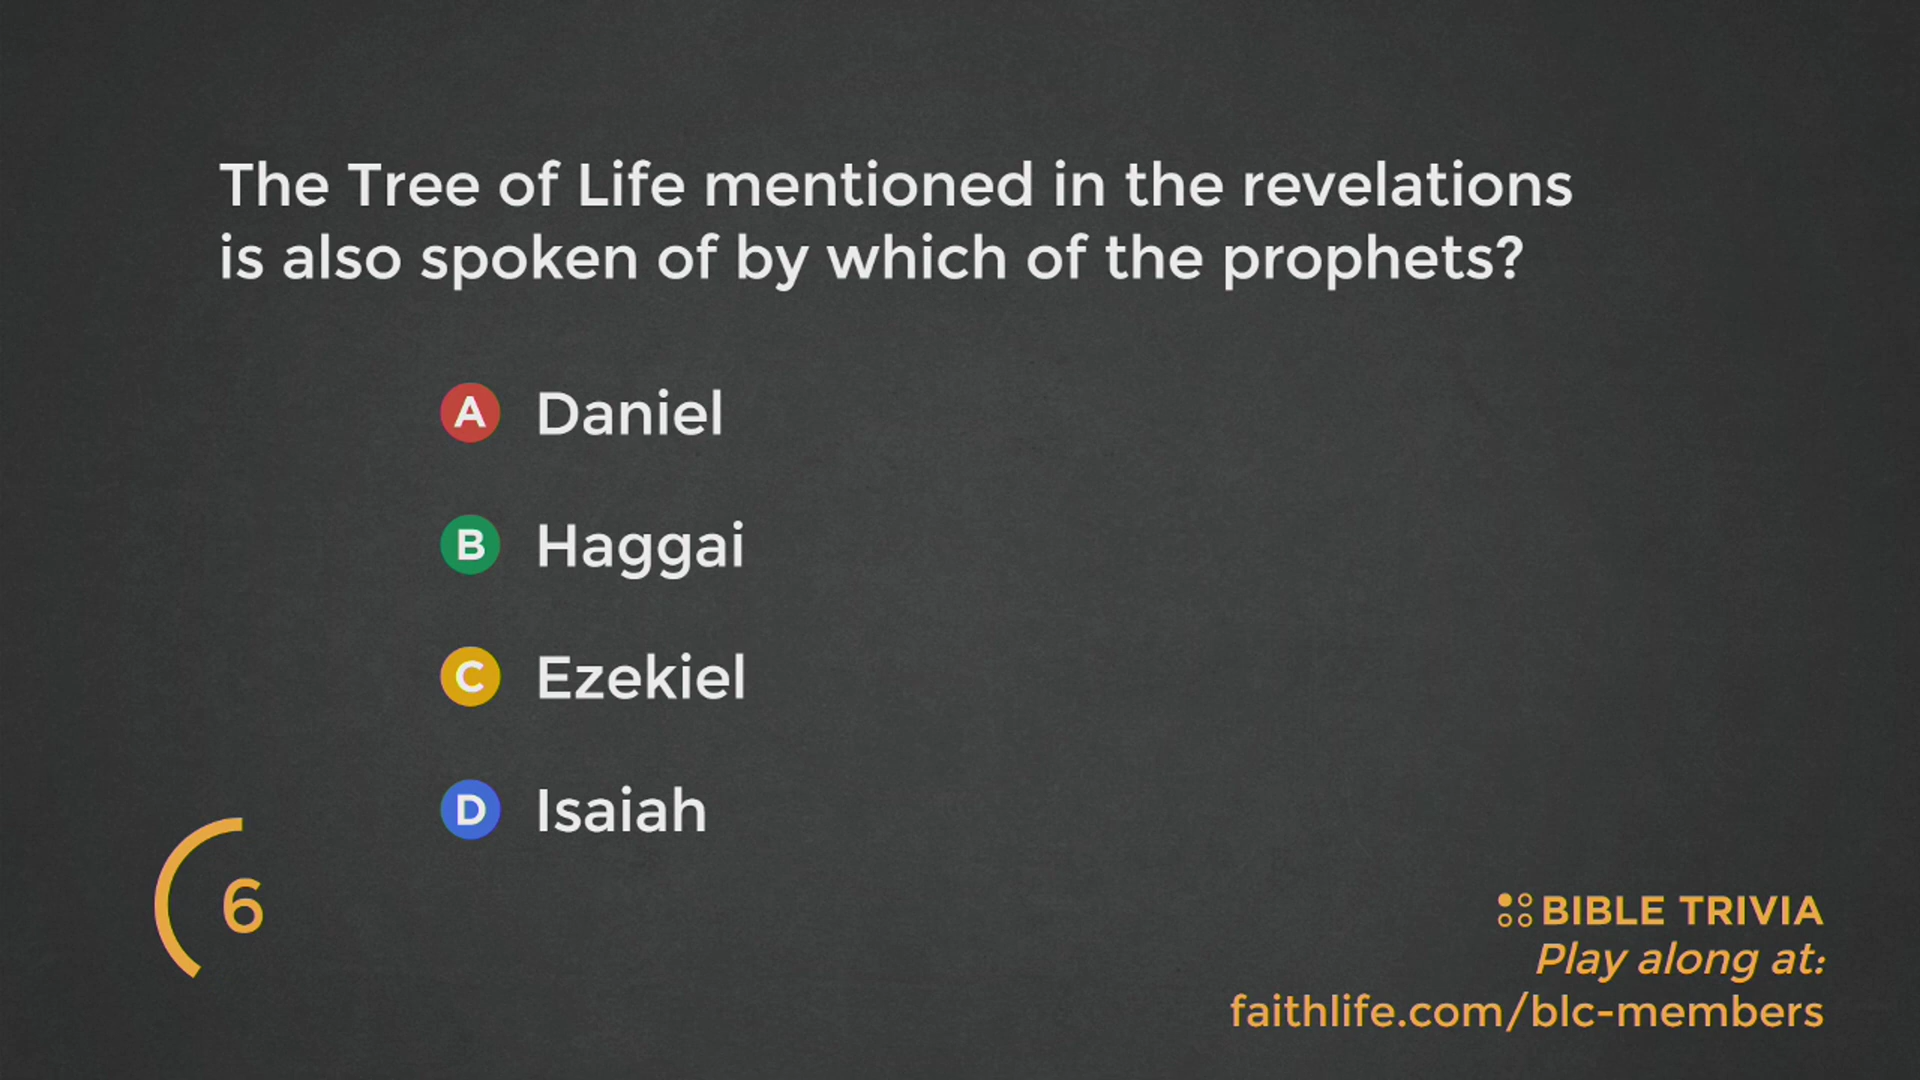 The Tree of Life mentioned in the revelations
is also spoken of by which of the prophets?
A Daniel
B Haggai
C Ezekiel
D Isaiah
6
BIBLE TRIVIA
Play along at:
faithlife.com/blc-members